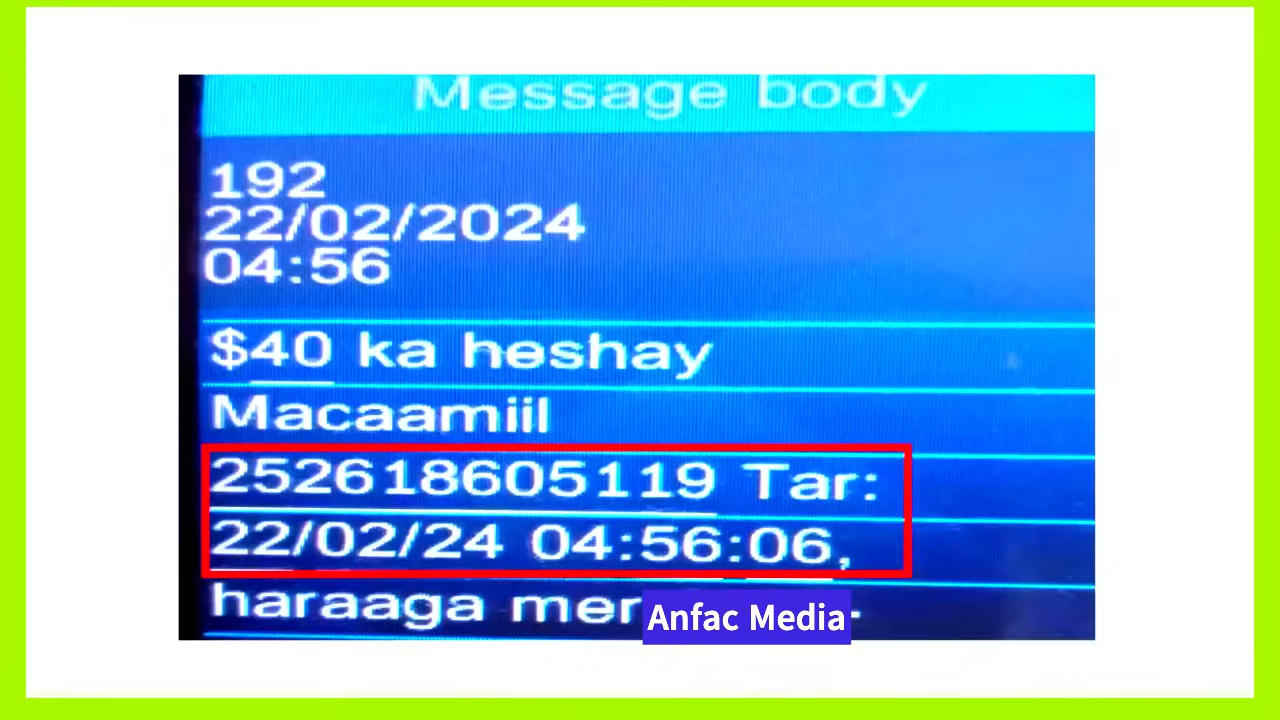 Message body
192
22/02/2024
04:56
$40 ka heshay
Macaamiil
252618605119 Tar:
22/02/24 04:56:06,
haraaga
Anfac Media